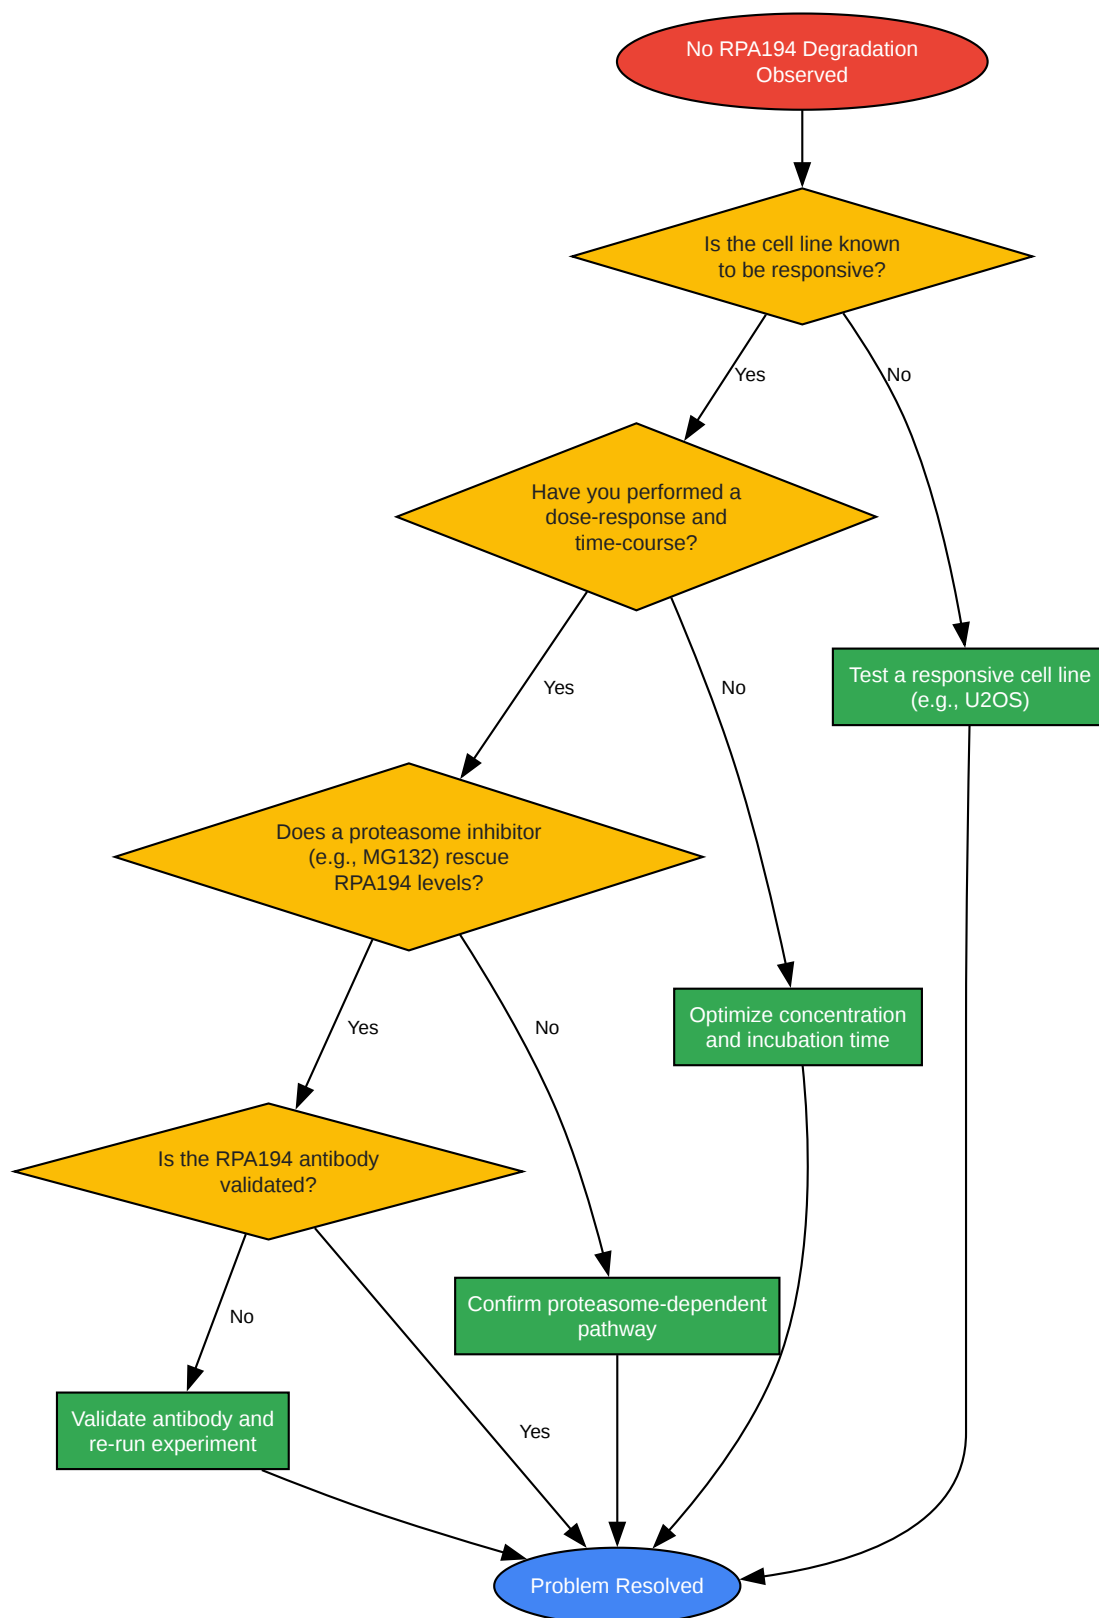 No RPA194 Degradation
Observed
Is the cell line known
to be responsive?
Yes
No
Have you performed a
dose-response and
time-course?
Yes
No
Test a responsive cell line
(e.g., U2OS)
Does a proteasome inhibitor
(e.g., MG132) rescue
RPA194 levels?
Yes
No
Optimize concentration
and incubation time
Is the RPA194 antibody
validated?
No
Yes
Confirm proteasome-dependent
pathway
Validate antibody and
re-run experiment
Problem Resolved